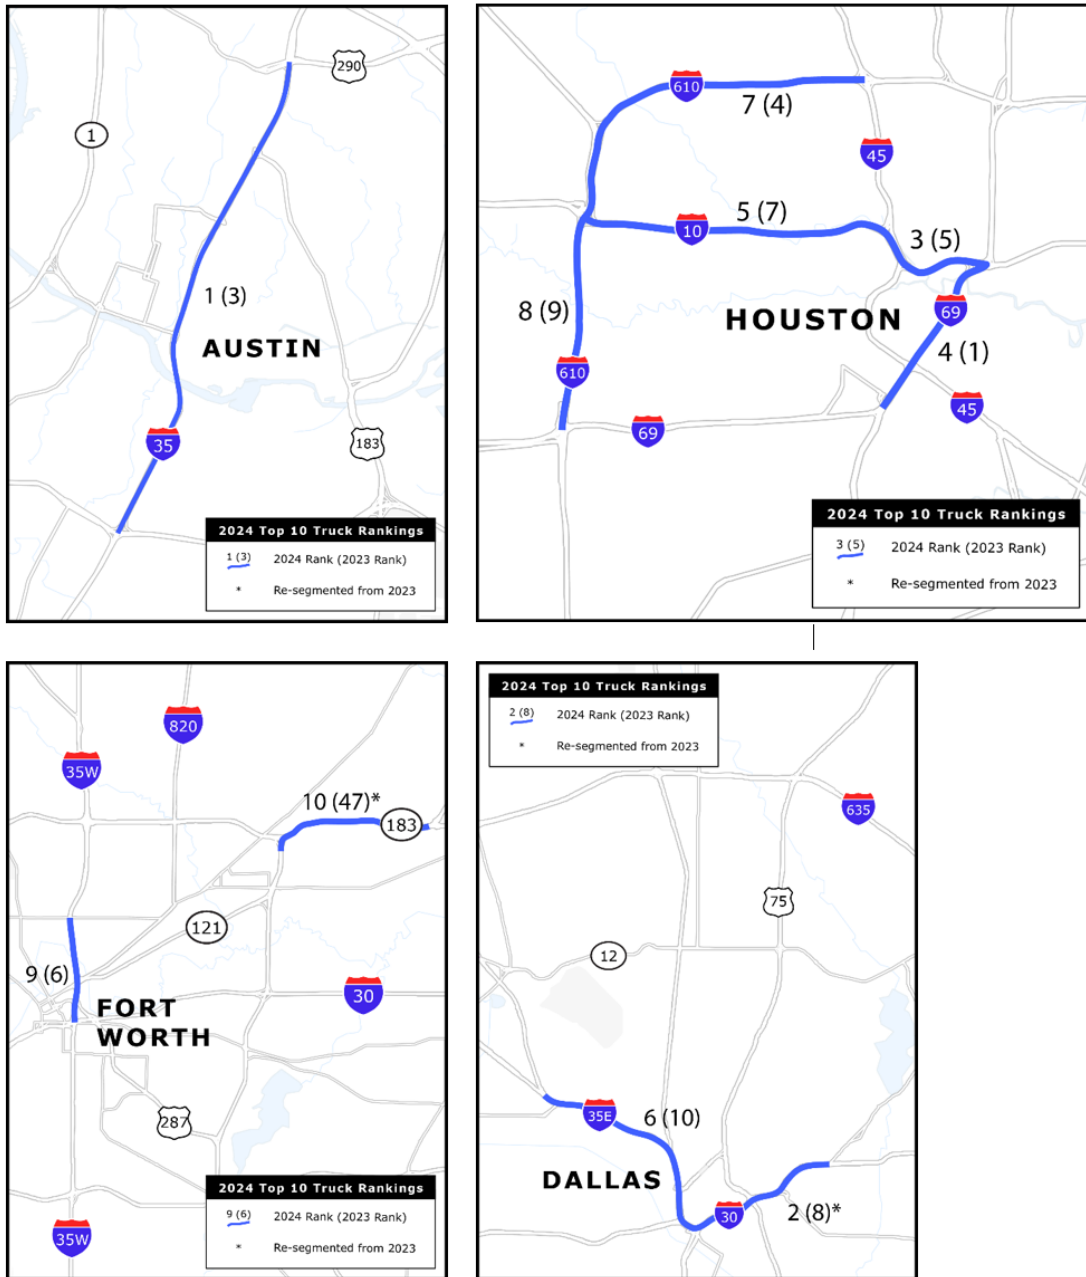 290
1
1 (3)
AUSTIN
35
183
2024 Top 10 Truck Rankings
1 (3) 2024 Rank (2023 Rank)
* Re-segmented from 2023
610
7 (4)
45
5 (7)
10
3 (5)
8 (9)
HOUSTON
69
4 (1)
610
45
69
2024 Top 10 Truck Rankings
3 (5) 2024 Rank (2023 Rank)
* Re-segmented from 2023
820
35W
10 (47)*
183
121
9 (6)
30
FORT
WORTH
287
2024 Top 10 Truck Rankings
9 (6) 2024 Rank (2023 Rank)
* Re-segmented from 2023
35W
2024 Top 10 Truck Rankings
2 (8) 2024 Rank (2023 Rank)
* Re-segmented from 2023
635
75
12
35E
6 (10)
DALLAS
30
2 (8)*